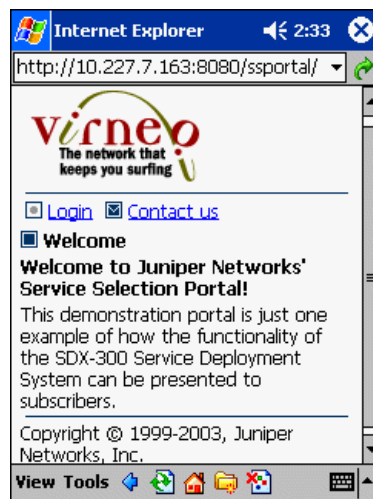 Internet Explorer 2:33
http://10.227.7.163:8080/ssportal/
Virneo
The network that
keeps you surfing
Login Contact us
Welcome
Welcome to Juniper Networks'
Service Selection Portal!
This demonstration portal is just one
example of how the functionality of
the SDX-300 Service Deployment
System can be presented to
subscribers.
Copyright © 1999-2003, Juniper
Networks, Inc.
View Tools